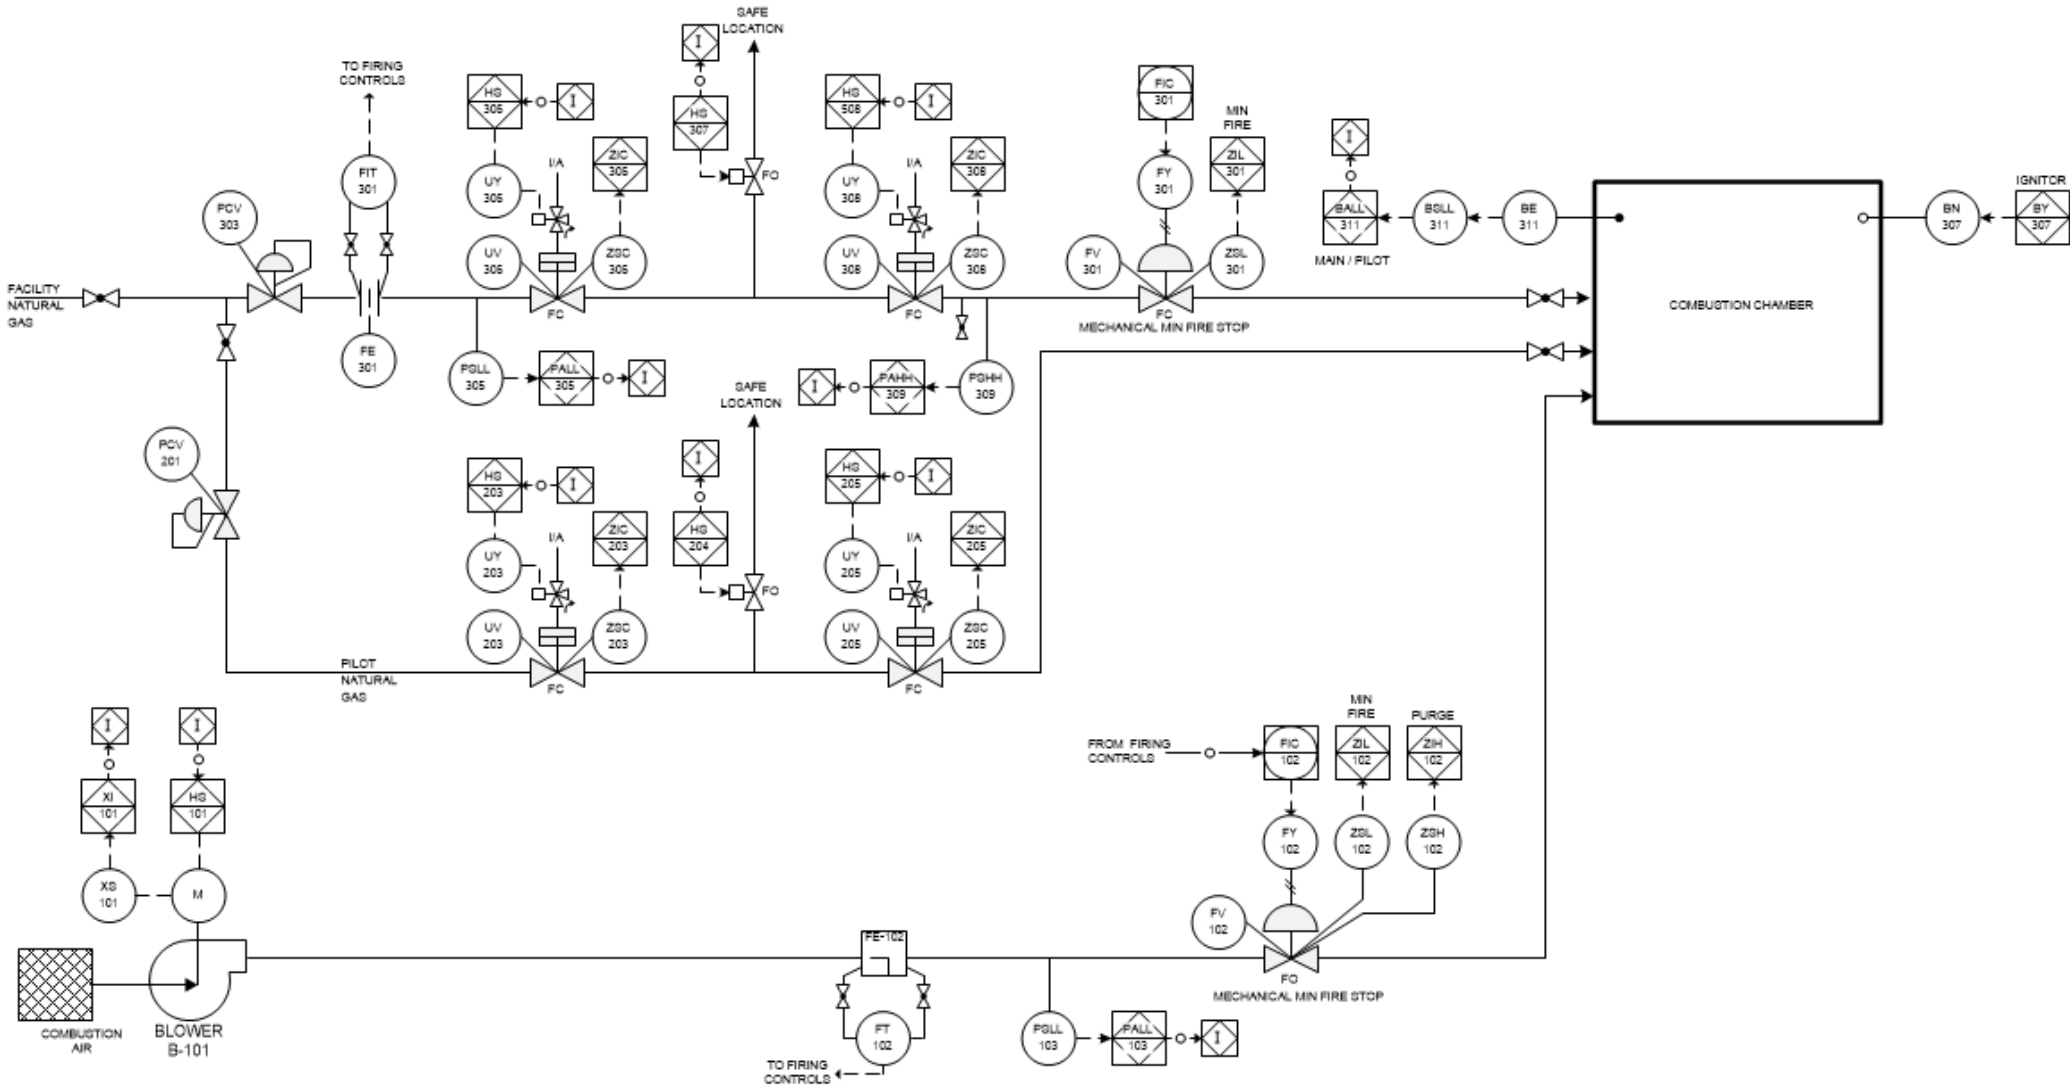 SAFE
LOCATION
I
TO FIRING
CONTROLS
HS
306
I
HS
307
HS
508
I
FIC
301
MIN
FIRE
I
I/A
ZIC
306
I/A
ZIC
308
ZIL
301
FIT
301
UY
306
FO
UY
308
FY
301
IGNITOR
PCV
303
BALL
311
BSLL
311
BE
311
BN
307
BY
307
UV
306
ZSC
306
UV
308
ZSC
308
FV
301
ZSL
301
MAIN / PILOT
FACILITY
NATURAL
GAS
FC
FC
FC
MECHANICAL MIN FIRE STOP
COMBUSTION CHAMBER
FE
301
PSLL
305
PALL
305
I
I
PAHH
309
PSHH
309
SAFE
LOCATION
PCV
201
I
HS
203
I
HS
205
I
I/A
ZIC
203
HS
204
I/A
ZIC
205
UY
203
UY
205
FO
UV
203
ZSC
203
UV
205
ZSC
205
PILOT
NATURAL
GAS
FC
FC
I
I
MIN
FIRE
PURGE
FROM FIRING
CONTROLS
FIC
102
ZIL
102
ZIH
102
XI
101
HS
101
FY
102
ZSL
102
ZSH
102
XS
101
M
FV
102
FE-102
FO
MECHANICAL MIN FIRE STOP
COMBUSTION
AIR
BLOWER
B-101
FT
102
PSLL
103
PALL
103
I
TO FIRING
CONTROLS